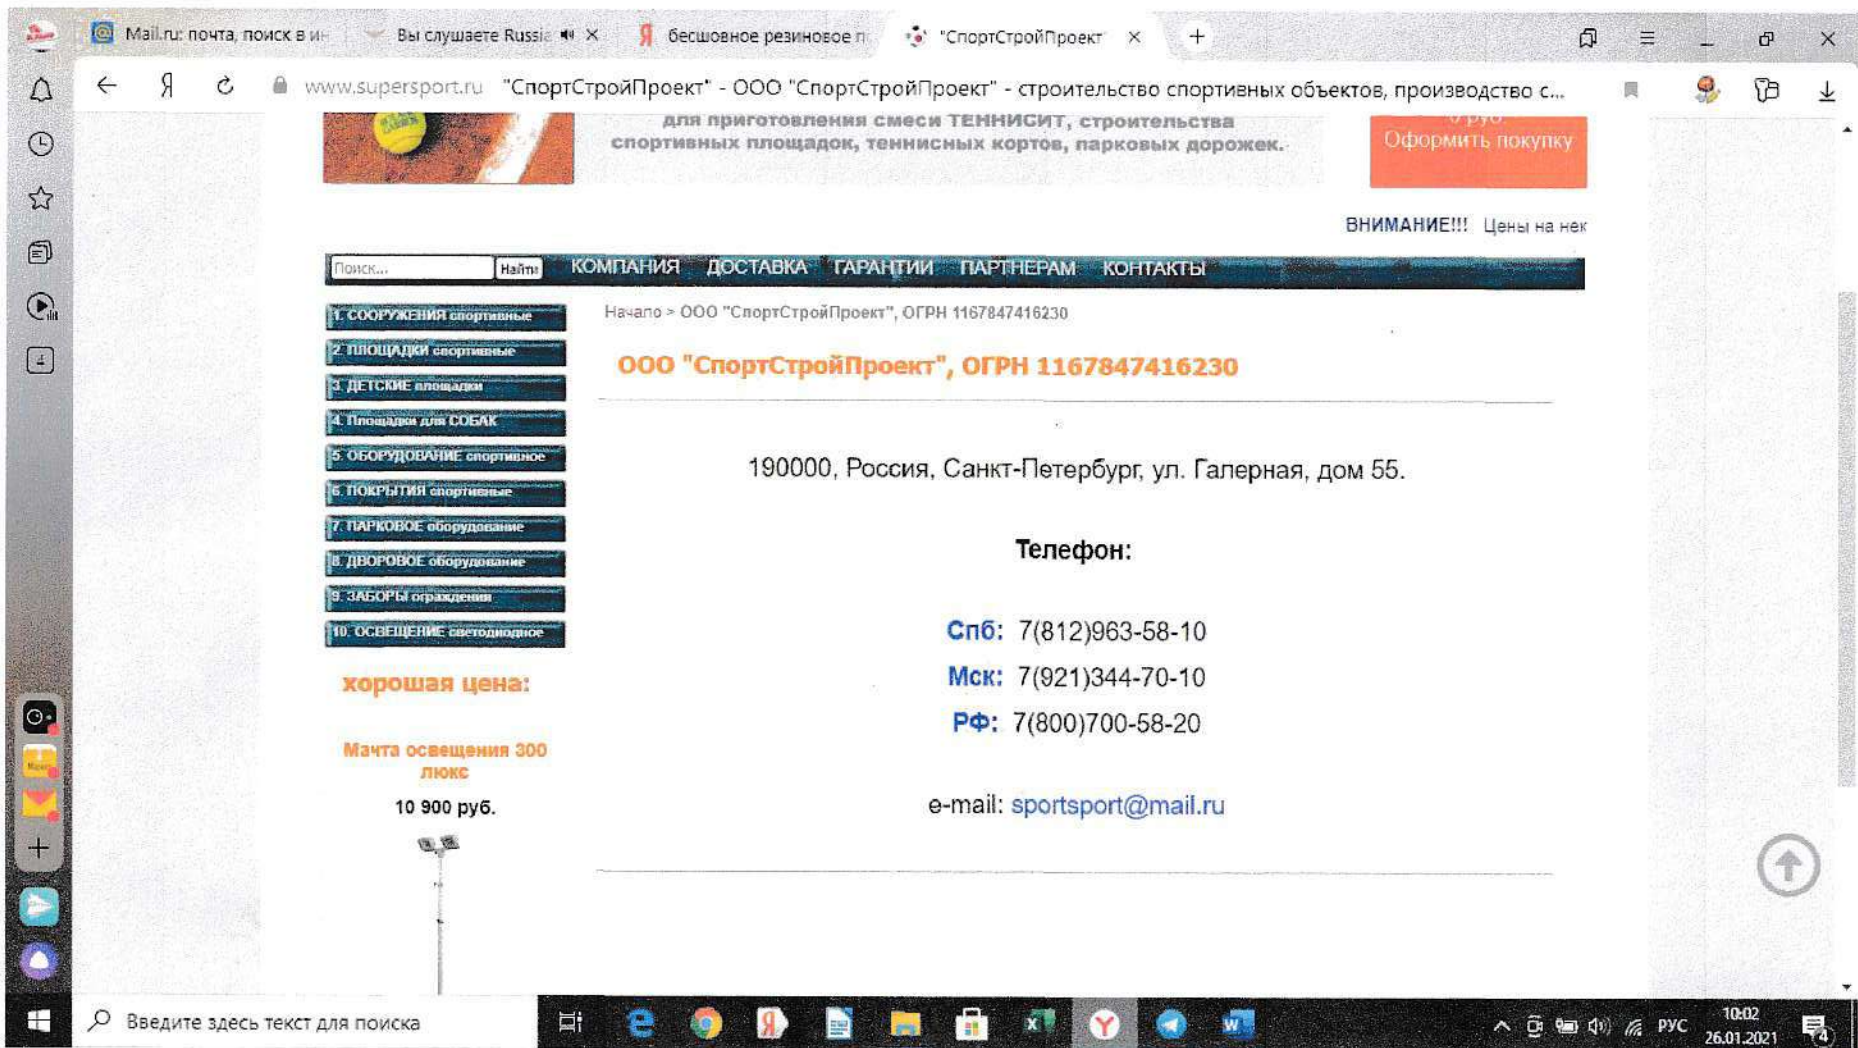 Mail.ru: почта, поиск в ин
Вы слушаете Russia
бесшовное резиновое п
"СпортСтройПроект"
www.supersport.ru "СпортСтройПроект" - ООО "СпортСтройПроект" - строительство спортивных объектов, производство с...
для приготовления смеси ТЕННИСИТ, строительства
спортивных площадок, теннисных кортов, парковых дорожек.
0 руб.
Оформить покупку
ВНИМАНИЕ!!! Цены на нек
Поиск... Найти КОМПАНИЯ ДОСТАВКА ГАРАНТИИ ПАРТНЕРАМ КОНТАКТЫ
1. СООРУЖЕНИЯ спортивные
2. ПЛОЩАДКИ спортивные
3. ДЕТСКИЕ площадки
4. Площадки для СОБАК
5. ОБОРУДОВАНИЕ спортивное
6. ПОКРЫТИЯ спортивные
7. ПАРКОВОЕ оборудование
8. ДВОРОВОЕ оборудование
9. ЗАБОРЫ ограждения
10. ОСВЕЩЕНИЕ светодиодное
хорошая цена:
Мачта освещения 300
люкс
10 900 руб.
Начало > ООО "СпортСтройПроект", ОГРН 1167847416230
ООО "СпортСтройПроект", ОГРН 1167847416230
190000, Россия, Санкт-Петербург, ул. Галерная, дом 55.
Телефон:
Спб: 7(812)963-58-10
Мск: 7(921)344-70-10
РФ: 7(800)700-58-20
e-mail: sportsport@mail.ru
Введите здесь текст для поиска
РУС
10:02
26.01.2021
4